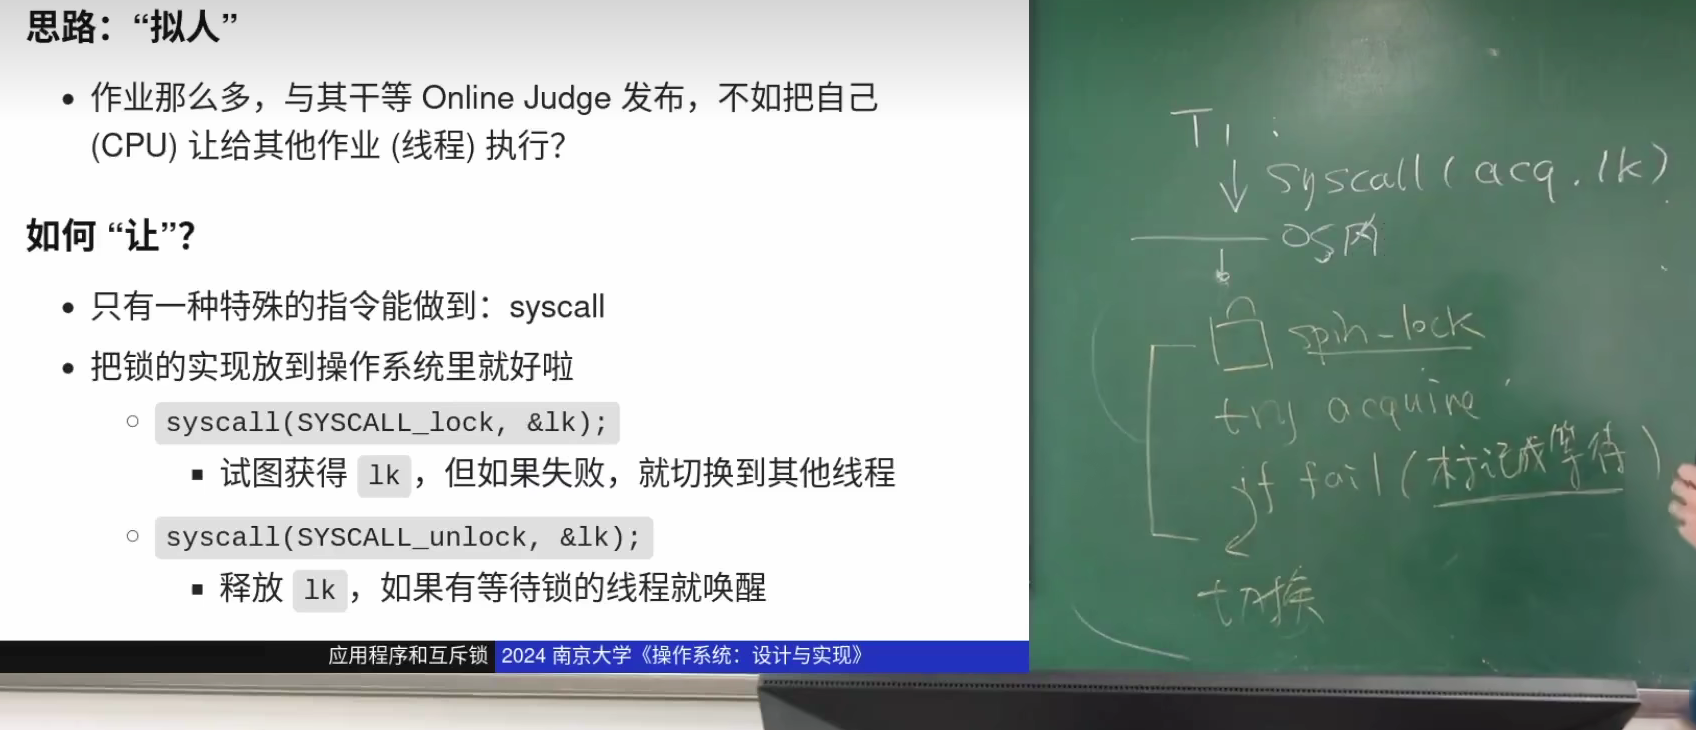 思路：“拟人”
作业那么多，与其干等 Online Judge 发布，不如把自己
(CPU) 让给其他作业 (线程) 执行？
如何 “让”？
只有一种特殊的指令能做到：syscall
把锁的实现放到操作系统里就好啦
syscall(SYSCALL_lock, &lk);
试图获得 lk，但如果失败，就切换到其他线程
syscall(SYSCALL_unlock, &lk);
释放 lk，如果有等待锁的线程就唤醒
应用程序和互斥锁 2024 南京大学《操作系统：设计与实现》
T1:
Syscall(acq.lk)
OS内
spin-lock
try acquire
if fail(标记成等待)
切换